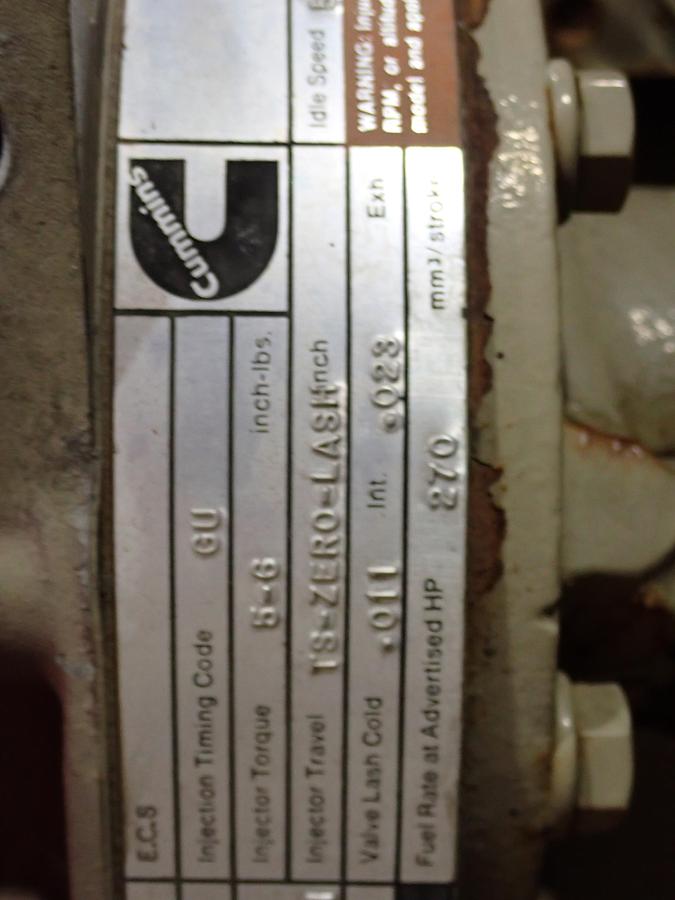 E.C.S
Injection Timing Code GU
Injector Torque 5-6 inch-lbs.
Injector Travel TS-ZERO-LASH inch
Valve Lash Cold .011 Int. .023 Exh
Fuel Rate at Advertised HP 270 mm3/stroke
Cummins
Idle Speed
WARNING:
RPM, or
model and